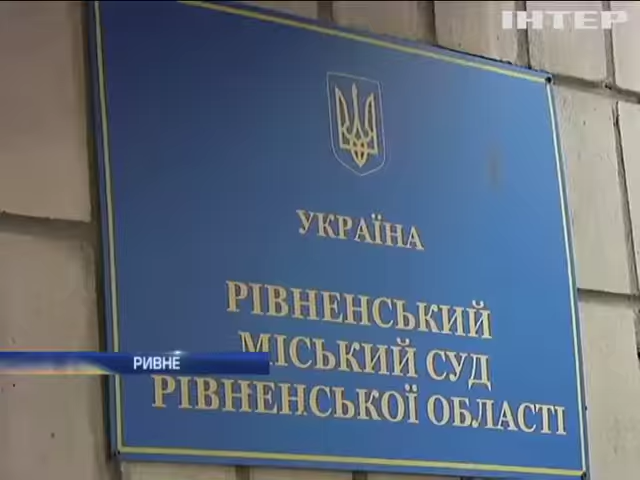 ІНТЕР
УКРАЇНА
РІВНЕНСЬКИЙ
МІСЬКИЙ СУД
РИВНЕ
РІВНЕНСЬКОЇ ОБЛАСТІ